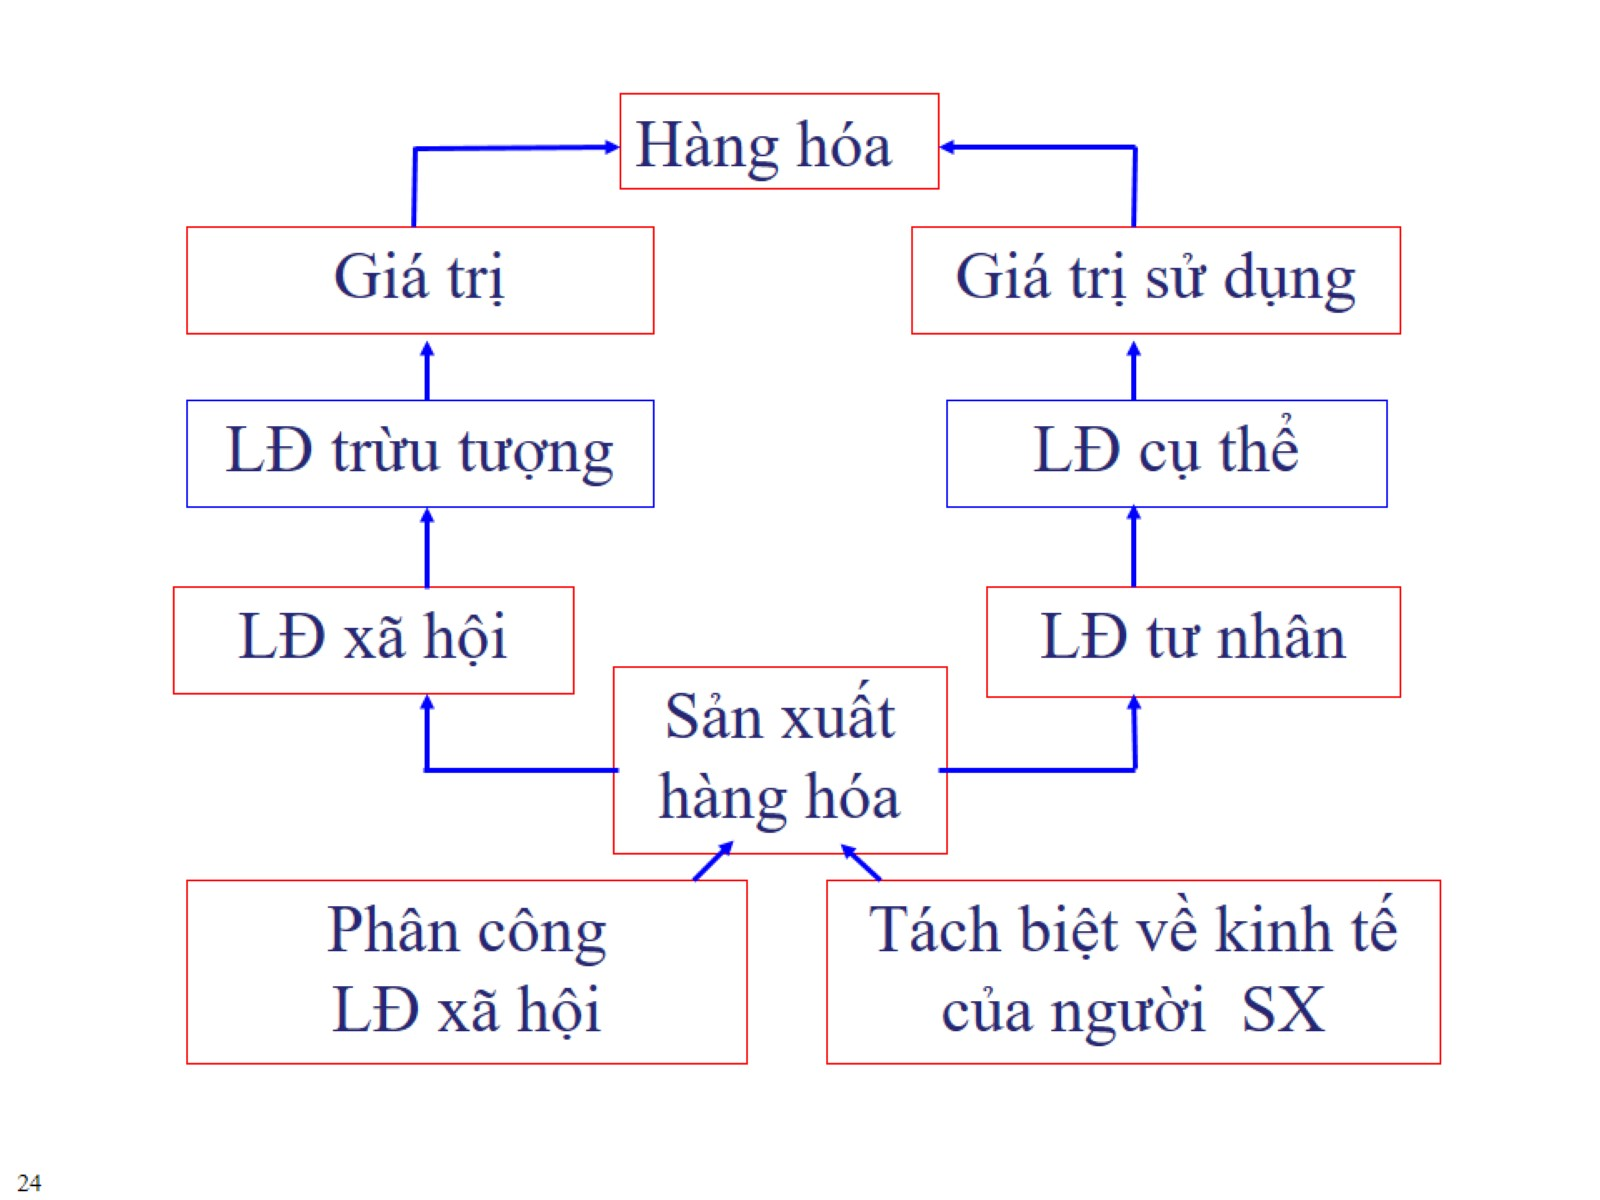 Hàng hóa
Giá trị
Giá trị sử dụng
LĐ trừu tượng
LĐ cụ thể
LĐ xã hội
LĐ tư nhân
Sản xuất
hàng hóa
Phân công
LĐ xã hội
Tách biệt về kinh tế
của người SX
24